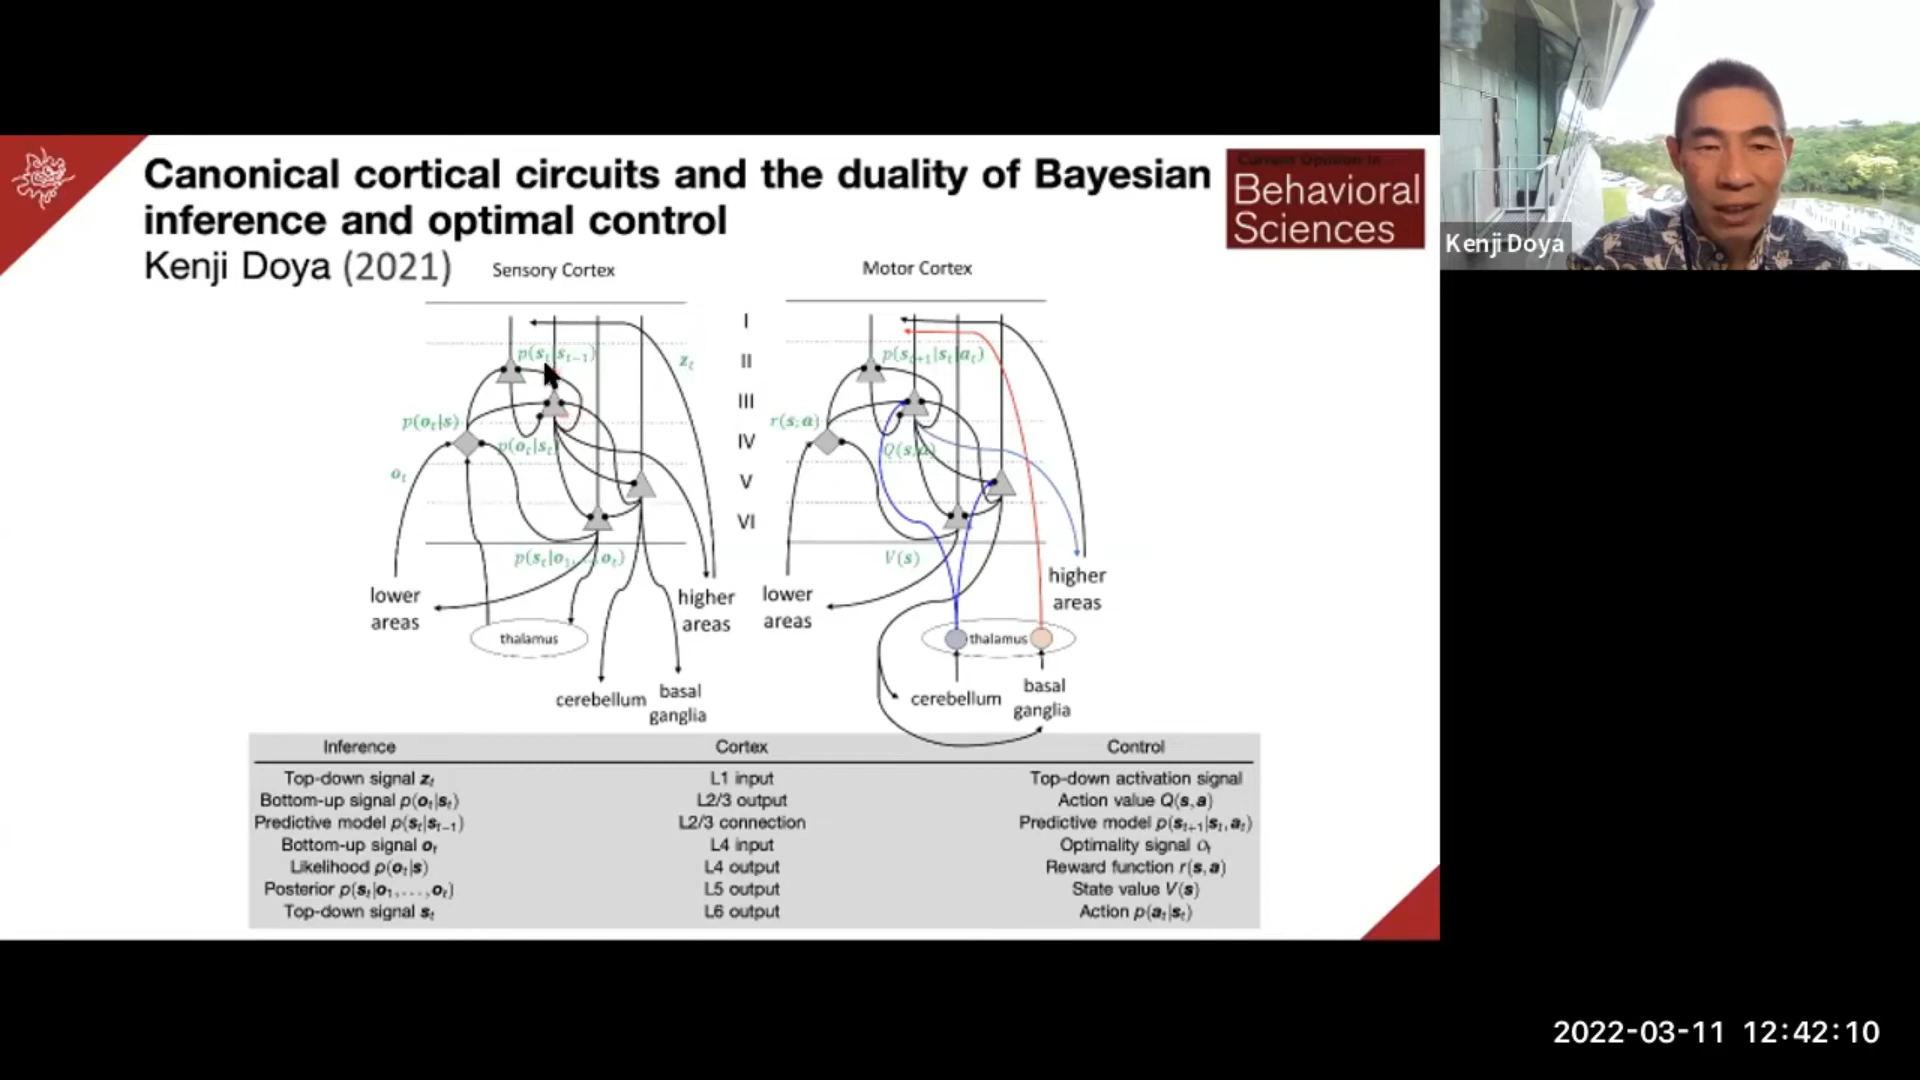 Canonical cortical circuits and the duality of Bayesian
inference and optimal control
Kenji Doya (2021)
Current Opinion in
Behavioral
Sciences
Kenji Doya
Sensory Cortex
Motor Cortex
I
II
III
IV
V
VI
p(s_t|s_{t−1})
z_t
p(o_t|s)
p(o_t|s_t)
o_t
p(s_t|o_1,...,o_t)
lower
areas
thalamus
higher
areas
cerebellum
basal
ganglia
p(s_{t+1}|s_t,a_t)
r(s,a)
Q(s,a)
V(s)
lower
areas
thalamus
higher
areas
cerebellum
basal
ganglia
Inference Cortex Control
Top-down signal z_t L1 input Top-down activation signal
Bottom-up signal p(o_t|s_t) L2/3 output Action value Q(s,a)
Predictive model p(s_t|s_{t−1}) L2/3 connection Predictive model p(s_{t+1}|s_t,a_t)
Bottom-up signal o_t L4 input Optimality signal O_t
Likelihood p(o_t|s) L4 output Reward function r(s,a)
Posterior p(s_t|o_1,...,o_t) L5 output State value V(s)
Top-down signal s_t L6 output Action p(a_t|s_t)
2022-03-11 12:42:10